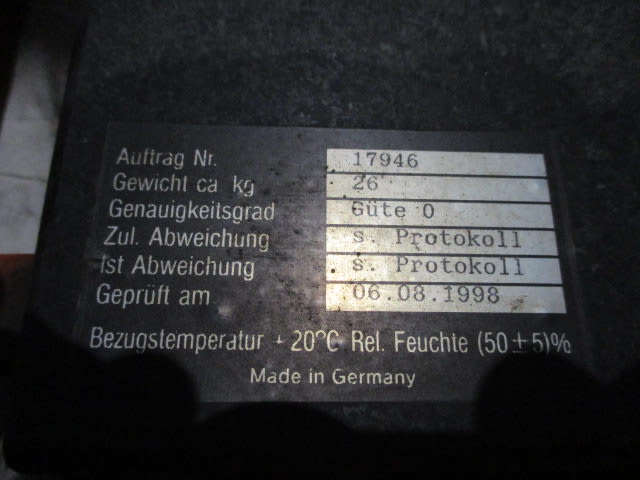 Auftrag Nr. 17946
Gewicht ca. kg 26
Genauigkeitsgrad Güte 0
Zul. Abweichung s. Protokoll
Ist Abweichung s. Protokoll
Geprüft am 06.08.1998
Bezugstemperatur + 20°C Rel. Feuchte (50 ± 5)%
Made in Germany